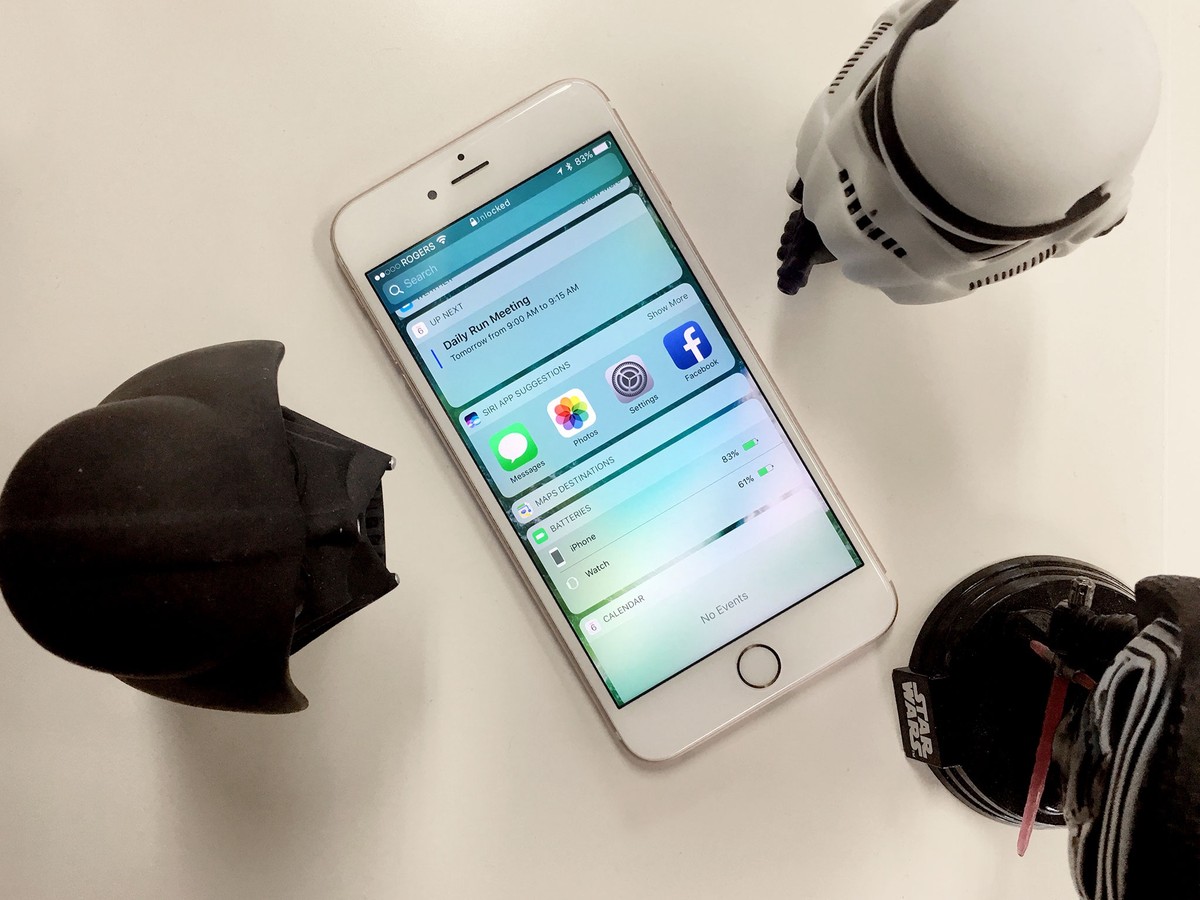 ROGERS
Unlocked
83%
Search
6 UP NEXT
Daily Run Meeting
Tomorrow from 9:00 AM to 9:15 AM
SIRI APP SUGGESTIONS Show More
Messages Photos Settings Facebook
MAPS DESTINATIONS
BATTERIES
iPhone 83%
Watch 61%
6 CALENDAR
No Events
STAR
WARS